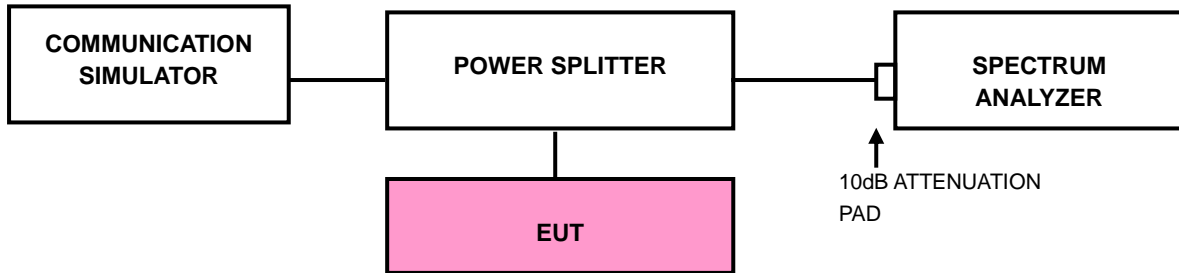 COMMUNICATION
SIMULATOR
POWER SPLITTER
SPECTRUM
ANALYZER
10dB ATTENUATION
PAD
EUT